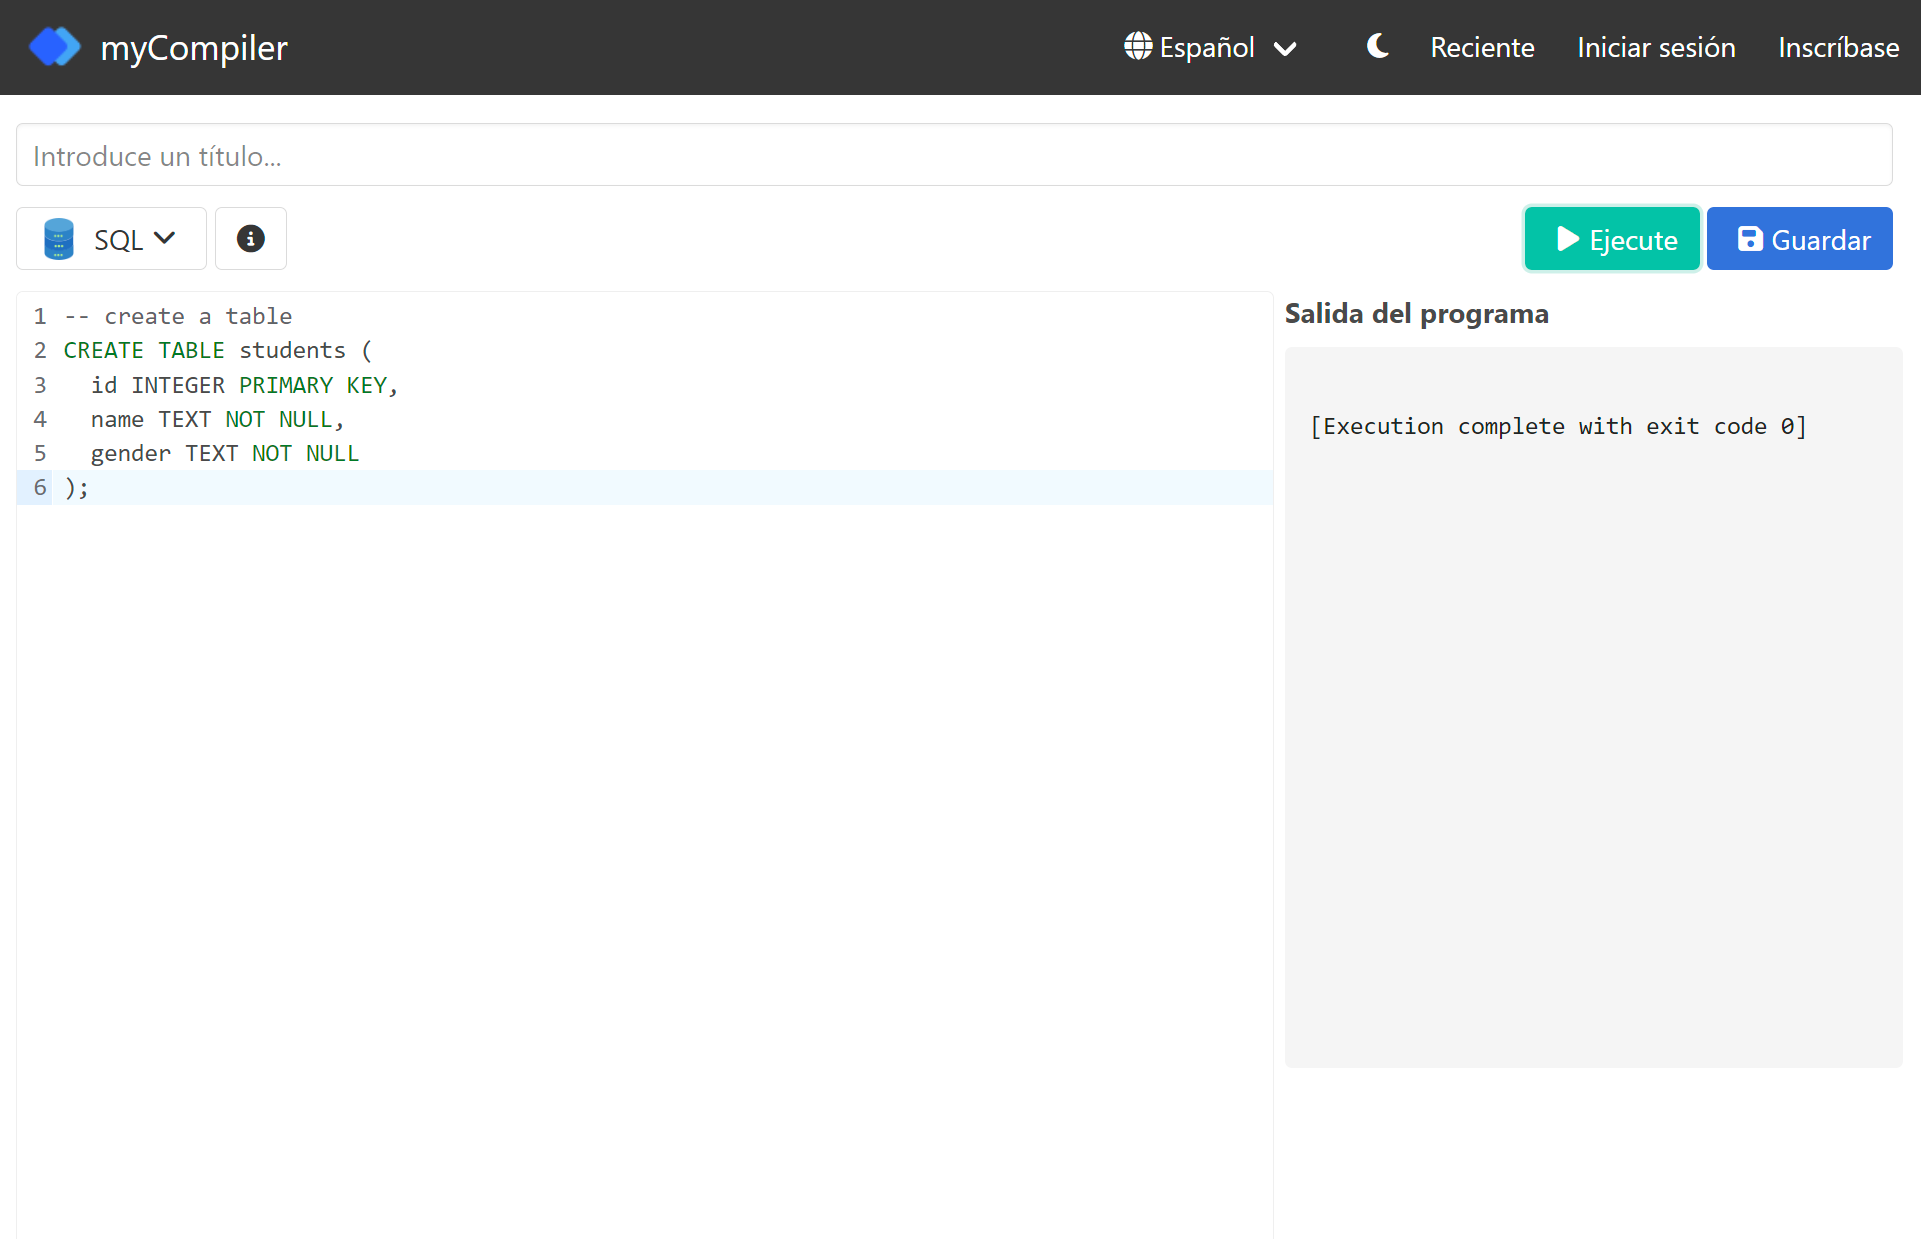 myCompiler
Español
Reciente
Iniciar sesión
Inscríbase
Introduce un título...
SQL
Ejecute
Guardar
1 -- create a table
2 CREATE TABLE students (
3   id INTEGER PRIMARY KEY,
4   name TEXT NOT NULL,
5   gender TEXT NOT NULL
6 );
Salida del programa
[Execution complete with exit code 0]